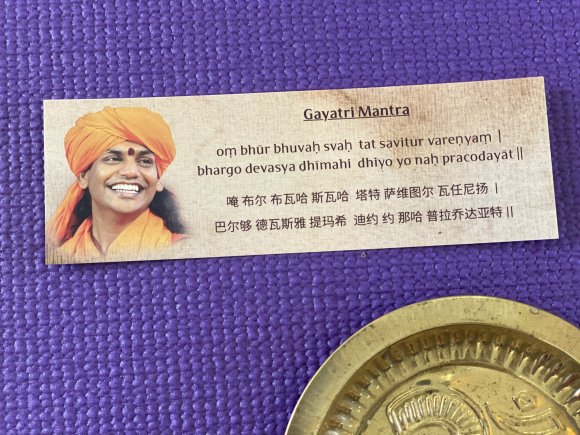 Gayatri Mantra
oṃ bhūr bhuvaḥ svaḥ tat savitur vareṇyaṃ |
bhargo devasya dhīmahi dhiyo yo naḥ pracodayāt ||
唵 布尔 布瓦哈 斯瓦哈 塔特 萨维图尔 瓦任尼扬 |
巴尔够 德瓦斯雅 提玛希 迪约 约 那哈 普拉乔达亚特 ||